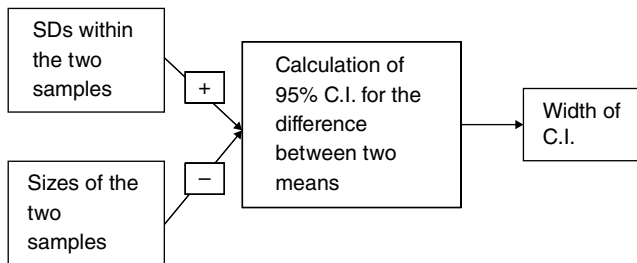 SDs within
the two
samples
+
Calculation of
95% C.I. for the
difference
between two
means
Width of
C.I.
–
Sizes of the
two
samples